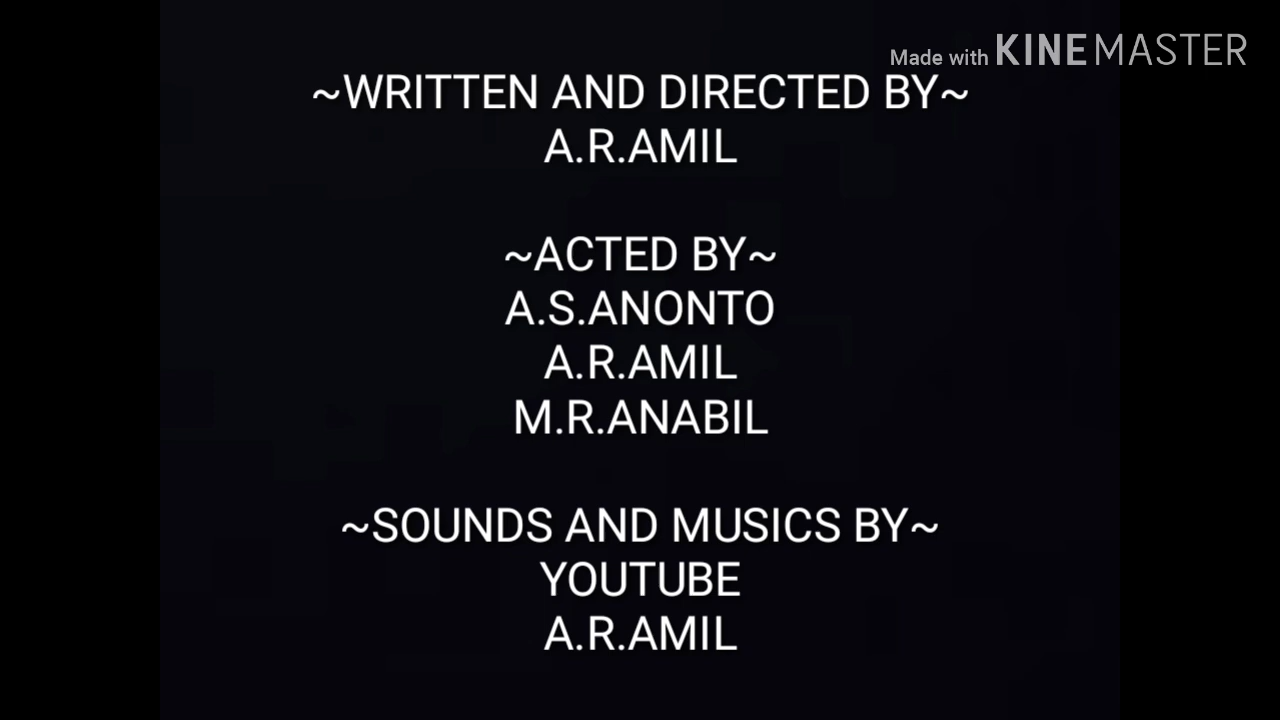 Made with KINEMASTER
~WRITTEN AND DIRECTED BY~
A.R.AMIL
~ACTED BY~
A.S.ANONTO
A.R.AMIL
M.R.ANABIL
~SOUNDS AND MUSICS BY~
YOUTUBE
A.R.AMIL